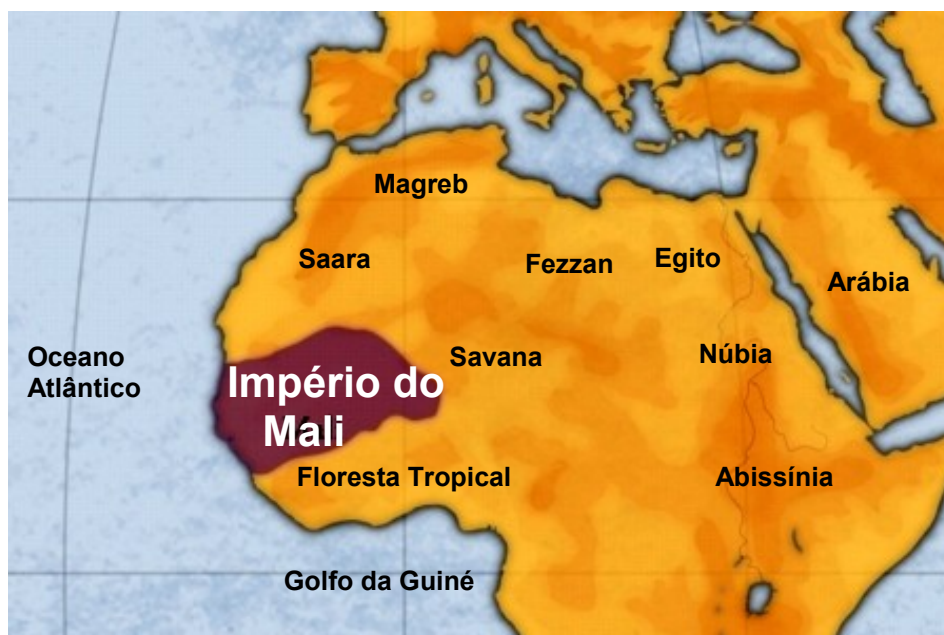 Magreb
Saara
Fezzan
Egito
Arábia
Oceano
Atlântico
Savana
Núbia
Império do
Mali
Floresta Tropical
Abissínia
Golfo da Guiné